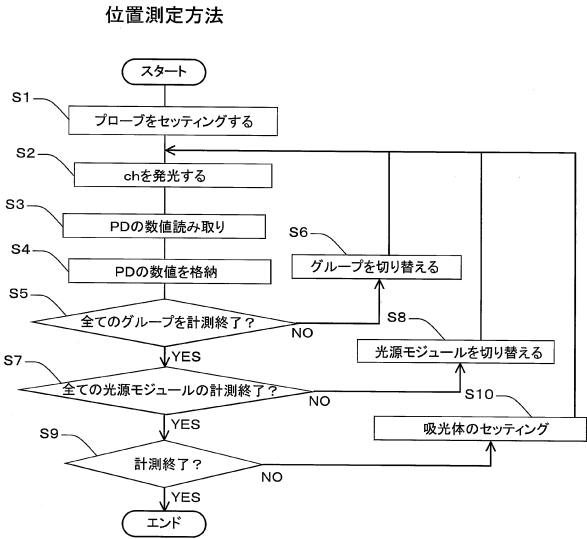 位置測定方法
スタート
S1
プローブをセッティングする
S2
chを発光する
S3
PDの数値読み取り
S4
PDの数値を格納
S5
全てのグループを計測終了？
NO
S6
グループを切り替える
YES
S7
全ての光源モジュールの計測終了？
NO
S8
光源モジュールを切り替える
YES
S9
計測終了？
NO
S10
吸光体のセッティング
YES
エンド